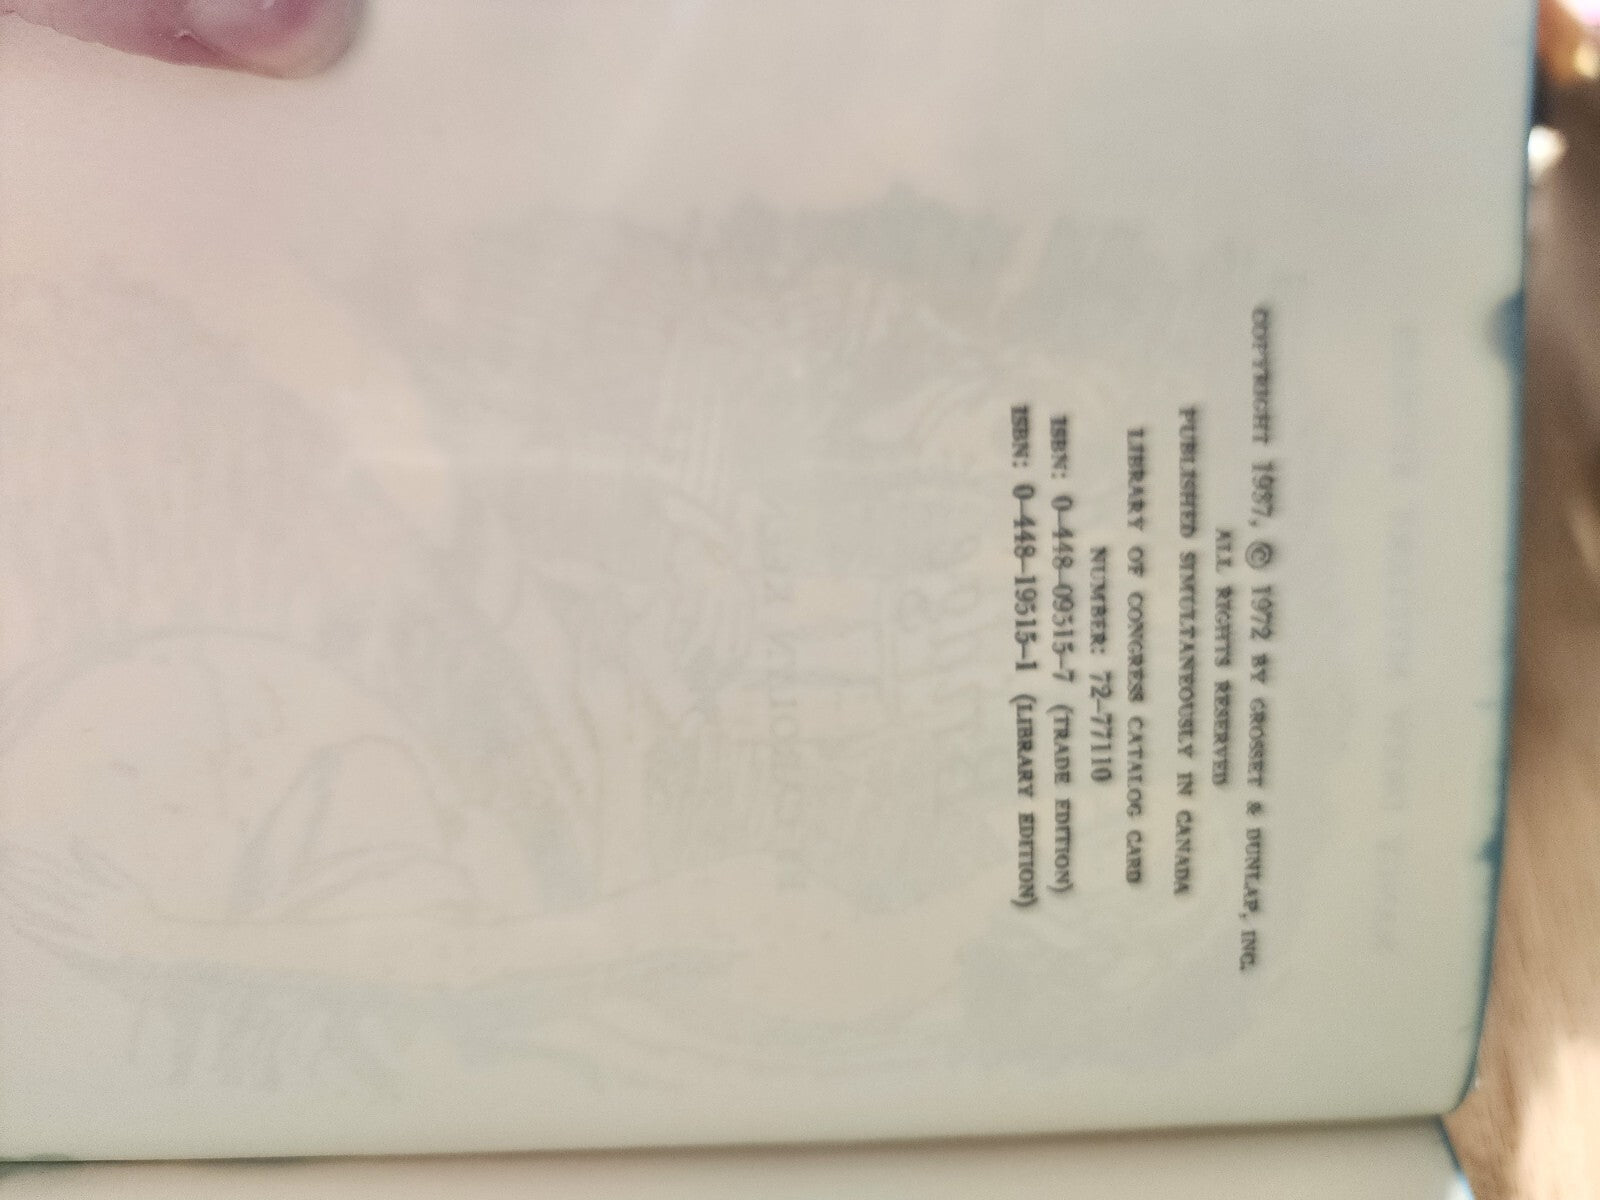 COPYRIGHT 1937, © 1972 BY GROSSET & DUNLAP, INC.
ALL RIGHTS RESERVED
PUBLISHED SIMULTANEOUSLY IN CANADA
LIBRARY OF CONGRESS CATALOG CARD
NUMBER: 72-77110
ISBN: 0-448-09515-7 (TRADE EDITION)
ISBN: 0-448-19515-1 (LIBRARY EDITION)